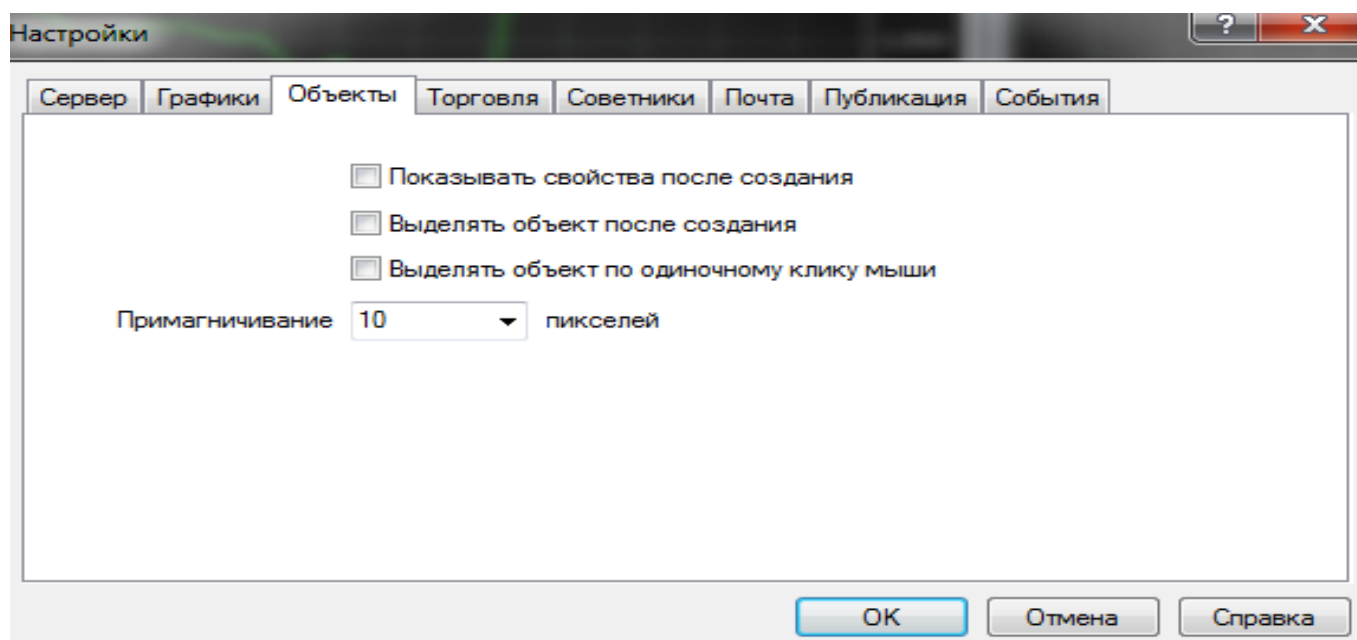 Настройки
?
Сервер Графики Объекты Торговля Советники Почта Публикация События
Показывать свойства после создания
Выделять объект после создания
Выделять объект по одиночному клику мыши
Примагничивание 10 пикселей
OK Отмена Справка